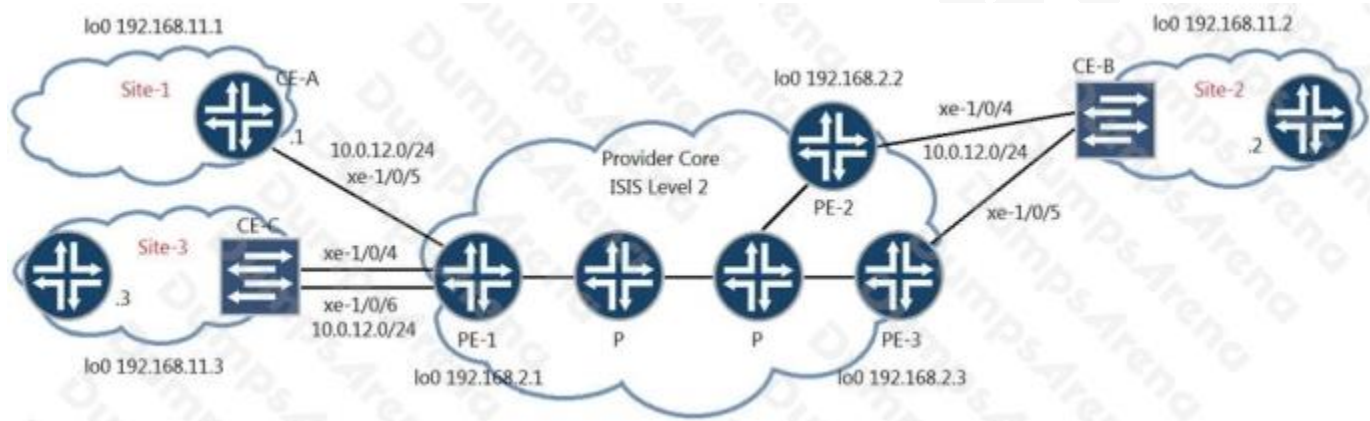 lo0 192.168.11.1
CE-A
Site-1
.1
10.0.12.0/24
xe-1/0/5
CE-C
Site-3
.3
xe-1/0/4
xe-1/0/6
10.0.12.0/24
lo0 192.168.11.3
PE-1
lo0 192.168.2.1
P
P
Provider Core
ISIS Level 2
lo0 192.168.2.2
PE-2
PE-3
lo0 192.168.2.3
xe-1/0/4
10.0.12.0/24
xe-1/0/5
CE-B
lo0 192.168.11.2
Site-2
.2
DumpsArena
DumpsArena
DumpsArena
DumpsArena